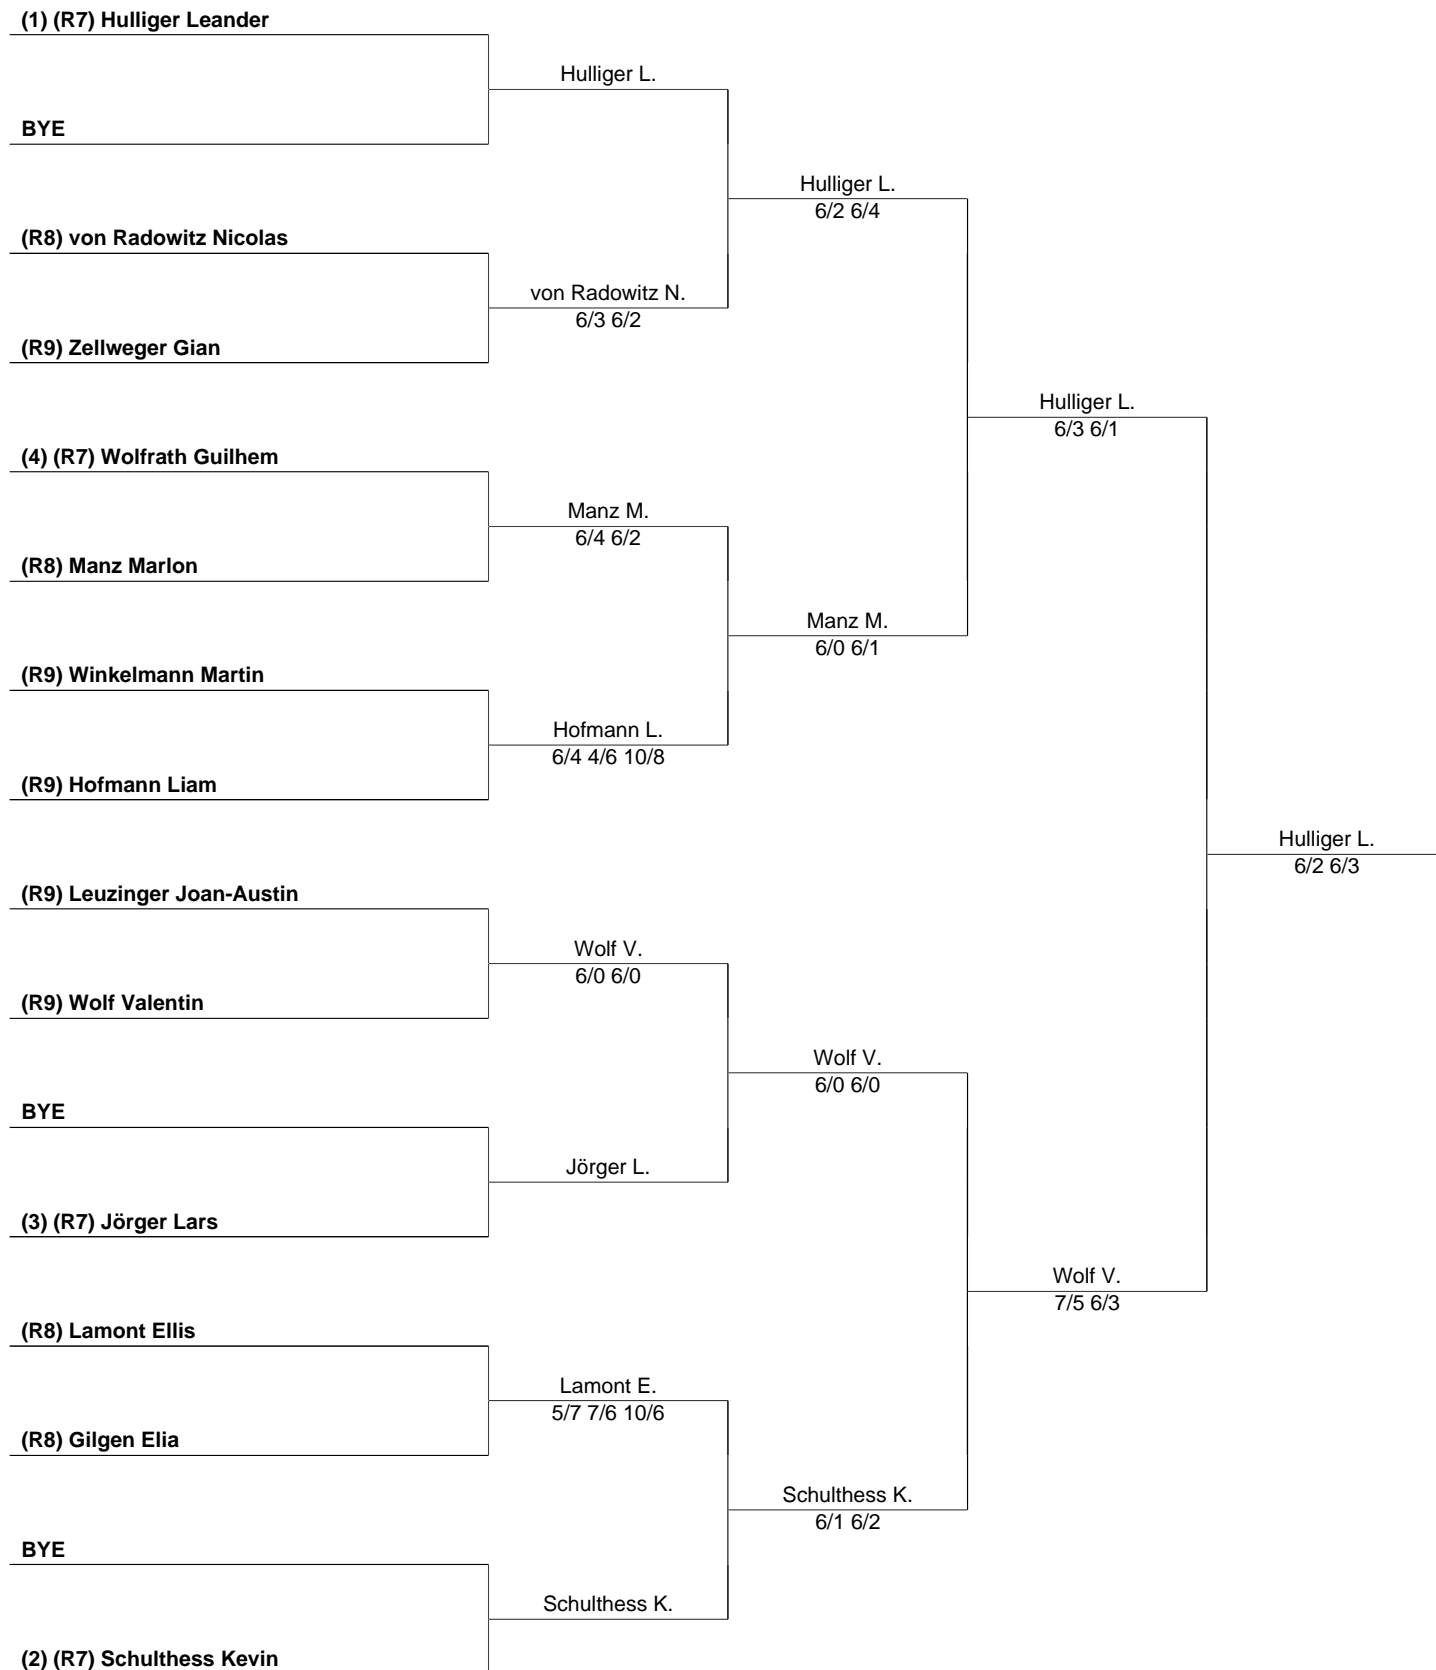 (1) (R7) Hulliger Leander
Hulliger L.
BYE
Hulliger L.
6/2 6/4
(R8) von Radowitz Nicolas
von Radowitz N.
6/3 6/2
(R9) Zellweger Gian
Hulliger L.
6/3 6/1
(4) (R7) Wolfrath Guilhem
Manz M.
6/4 6/2
(R8) Manz Marlon
Manz M.
6/0 6/1
(R9) Winkelmann Martin
Hofmann L.
6/4 4/6 10/8
(R9) Hofmann Liam
Hulliger L.
6/2 6/3
(R9) Leuzinger Joan-Austin
Wolf V.
6/0 6/0
(R9) Wolf Valentin
Wolf V.
6/0 6/0
BYE
Jörger L.
(3) (R7) Jörger Lars
Wolf V.
7/5 6/3
(R8) Lamont Ellis
Lamont E.
5/7 7/6 10/6
(R8) Gilgen Elia
Schulthess K.
6/1 6/2
BYE
Schulthess K.
(2) (R7) Schulthess Kevin